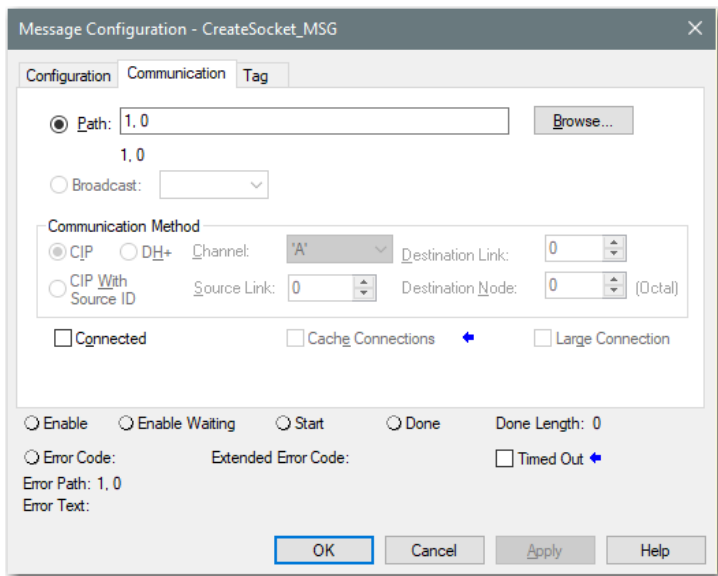 Message Configuration - CreateSocket_MSG
Configuration Communication Tag
Path: 1, 0 Browse...
1, 0
Broadcast:
Communication Method
CIP DH+ Channel: 'A' Destination Link: 0
CIP With Source ID Source Link: 0 Destination Node: 0 (Octal)
Connected Cache Connections Large Connection
Enable Enable Waiting Start Done Done Length: 0
Error Code: Extended Error Code: Timed Out
Error Path: 1, 0
Error Text:
OK Cancel Apply Help